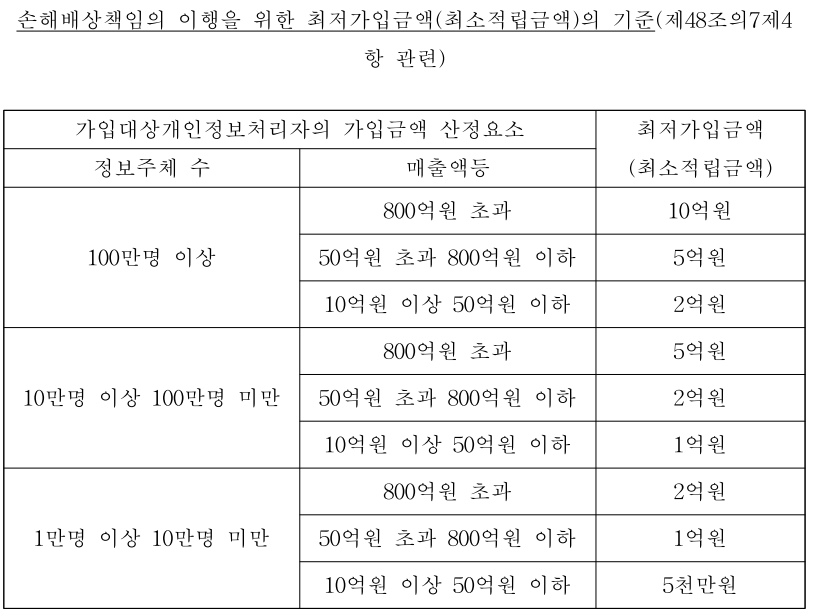 손해배상책임의 이행을 위한 최저가입금액(최소적립금액)의 기준(제48조의7제4
항 관련)
가입대상개인정보처리자의 가입금액 산정요소
최저가입금액
(최소적립금액)
정보주체 수
매출액등
100만명 이상
800억원 초과
10억원
50억원 초과 800억원 이하
5억원
10억원 이상 50억원 이하
2억원
10만명 이상 100만명 미만
800억원 초과
5억원
50억원 초과 800억원 이하
2억원
10억원 이상 50억원 이하
1억원
1만명 이상 10만명 미만
800억원 초과
2억원
50억원 초과 800억원 이하
1억원
10억원 이상 50억원 이하
5천만원